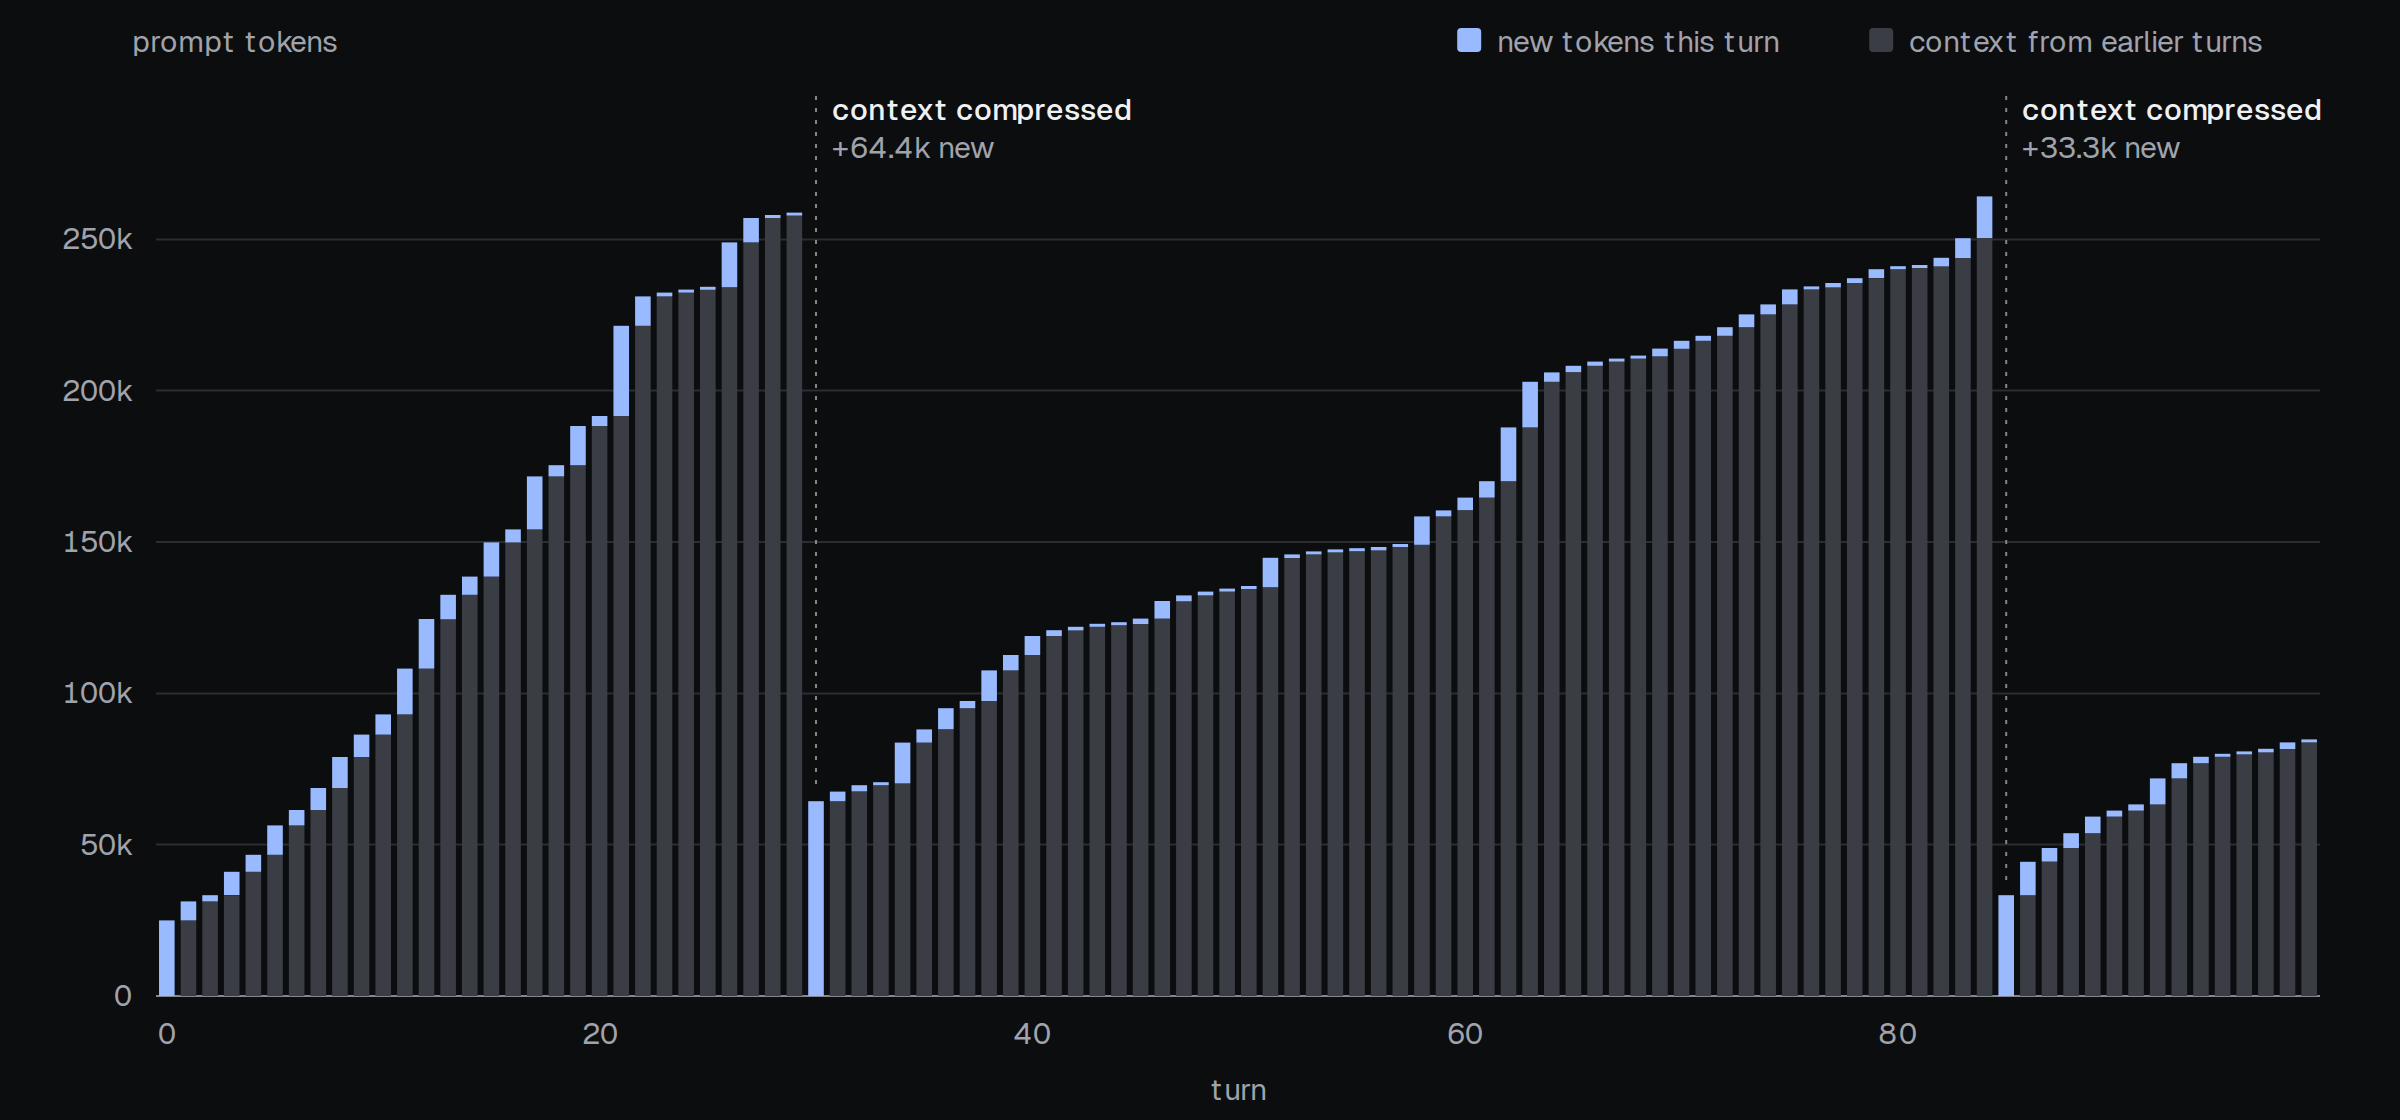 prompt tokens
new tokens this turn
context from earlier turns
context compressed
+64.4k new
context compressed
+33.3k new
250k
200k
150k
100k
50k
0
0 20 40 60 80
turn